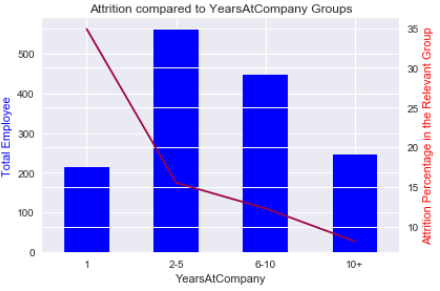 Attrition compared to YearsAtCompany Groups
Total Employee
500
400
300
200
100
0
35
30
25
20
15
10
Attrition Percentage in the Relevant Group
1 2-5 6-10 10+
YearsAtCompany